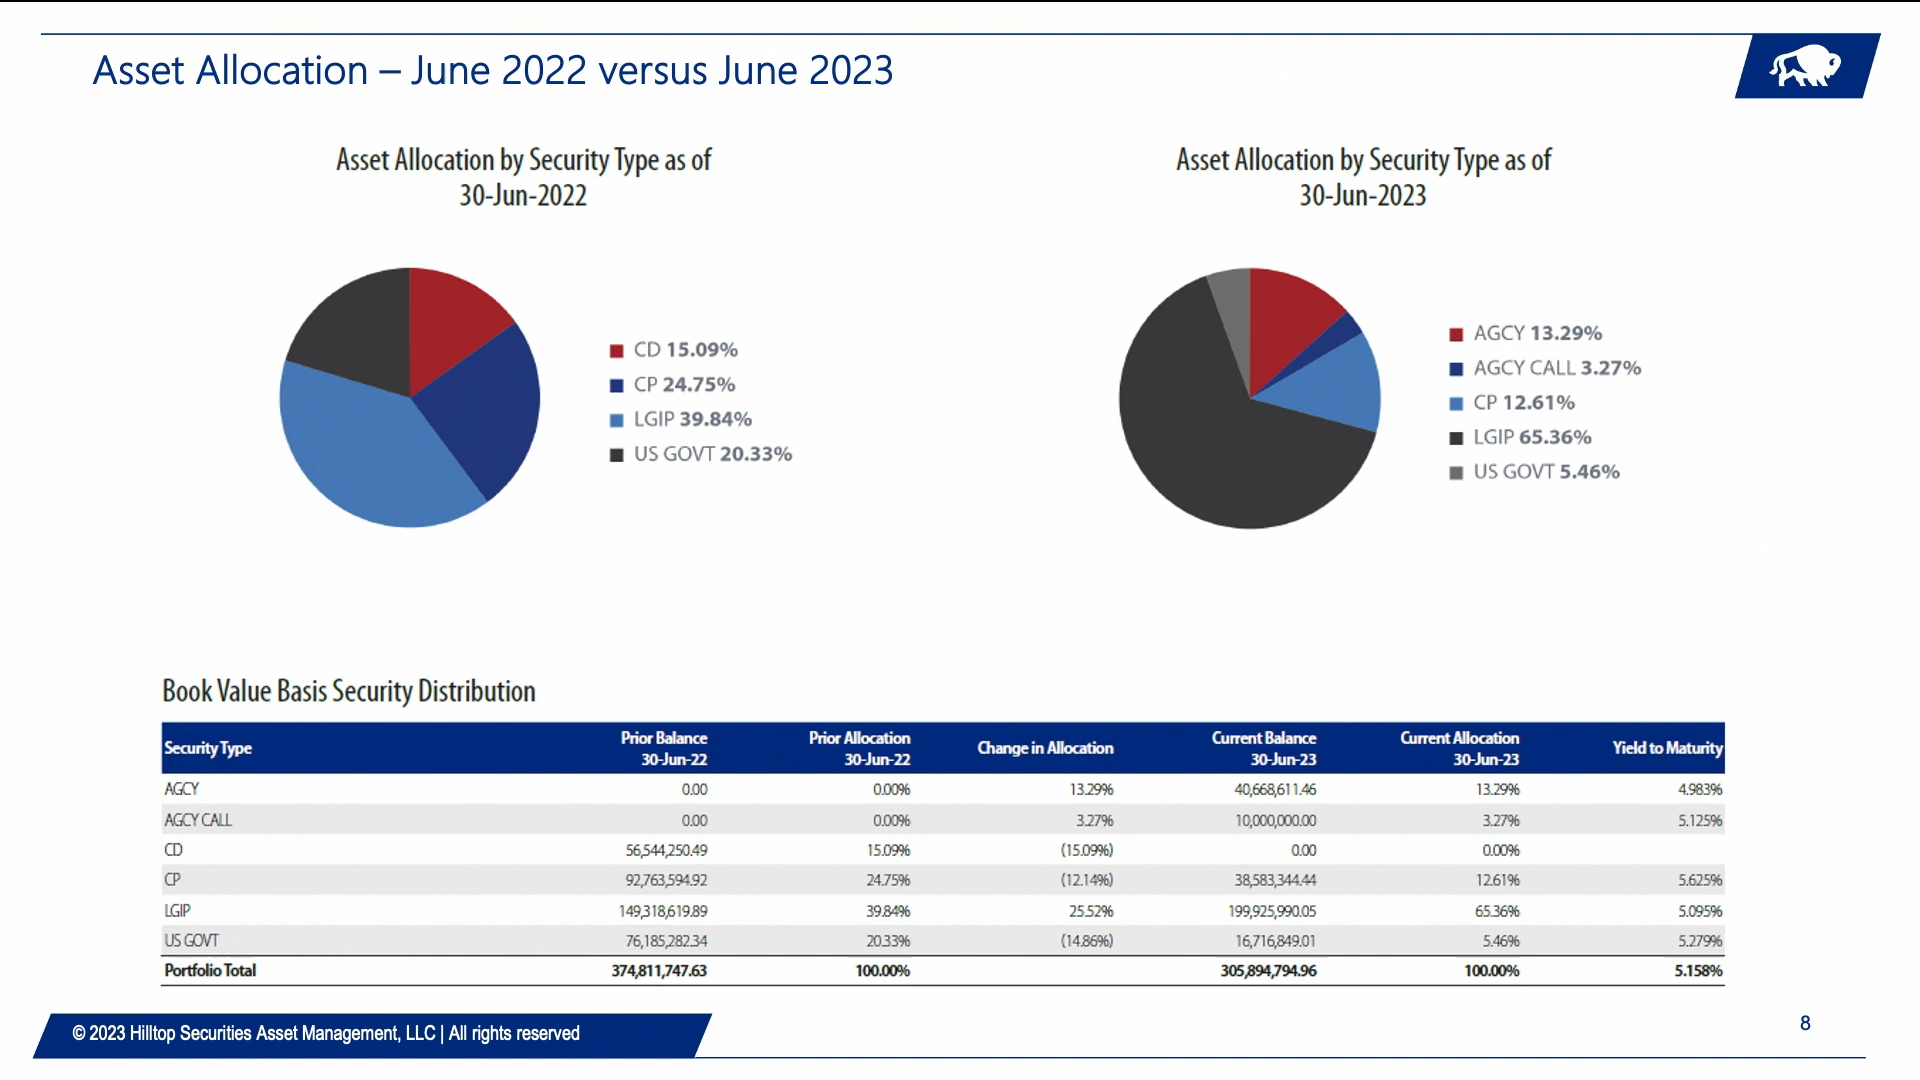 Asset Allocation – June 2022 versus June 2023
Asset Allocation by Security Type as of
30-Jun-2022
CD 15.09%
CP 24.75%
LGIP 39.84%
US GOVT 20.33%
Asset Allocation by Security Type as of
30-Jun-2023
AGCY 13.29%
AGCY CALL 3.27%
CP 12.61%
LGIP 65.36%
US GOVT 5.46%
Book Value Basis Security Distribution
Security Type Prior Balance 30-Jun-22 Prior Allocation 30-Jun-22 Change in Allocation Current Balance 30-Jun-23 Current Allocation 30-Jun-23 Yield to Maturity
AGCY 0.00 0.00% 13.29% 40,668,611.46 13.29% 4.983%
AGCY CALL 0.00 0.00% 3.27% 10,000,000.00 3.27% 5.125%
CD 56,544,250.49 15.09% (15.09%) 0.00 0.00%
CP 92,763,594.92 24.75% (12.14%) 38,583,344.44 12.61% 5.625%
LGIP 149,318,619.89 39.84% 25.52% 199,925,990.05 65.36% 5.095%
US GOVT 76,185,282.34 20.33% (14.86%) 16,716,849.01 5.46% 5.279%
Portfolio Total 374,811,747.63 100.00% 305,894,794.96 100.00% 5.158%
© 2023 Hilltop Securities Asset Management, LLC | All rights reserved
8